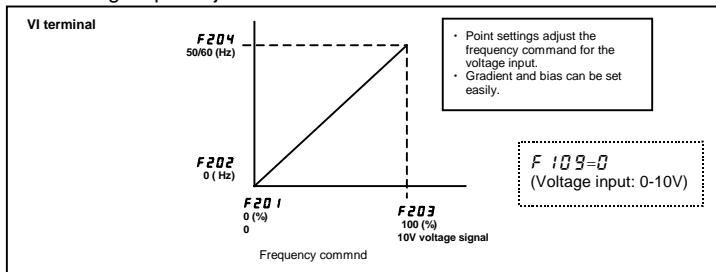 VI terminal
F204
50/60 (Hz)
F202
0 ( Hz)
F201
0 (%)
0
F203
100 (%)
10V voltage signal
Frequency commnd
・ Point settings adjust the
frequency command for the
voltage input.
・ Gradient and bias can be set
easily.
F109=0
(Voltage input: 0-10V)